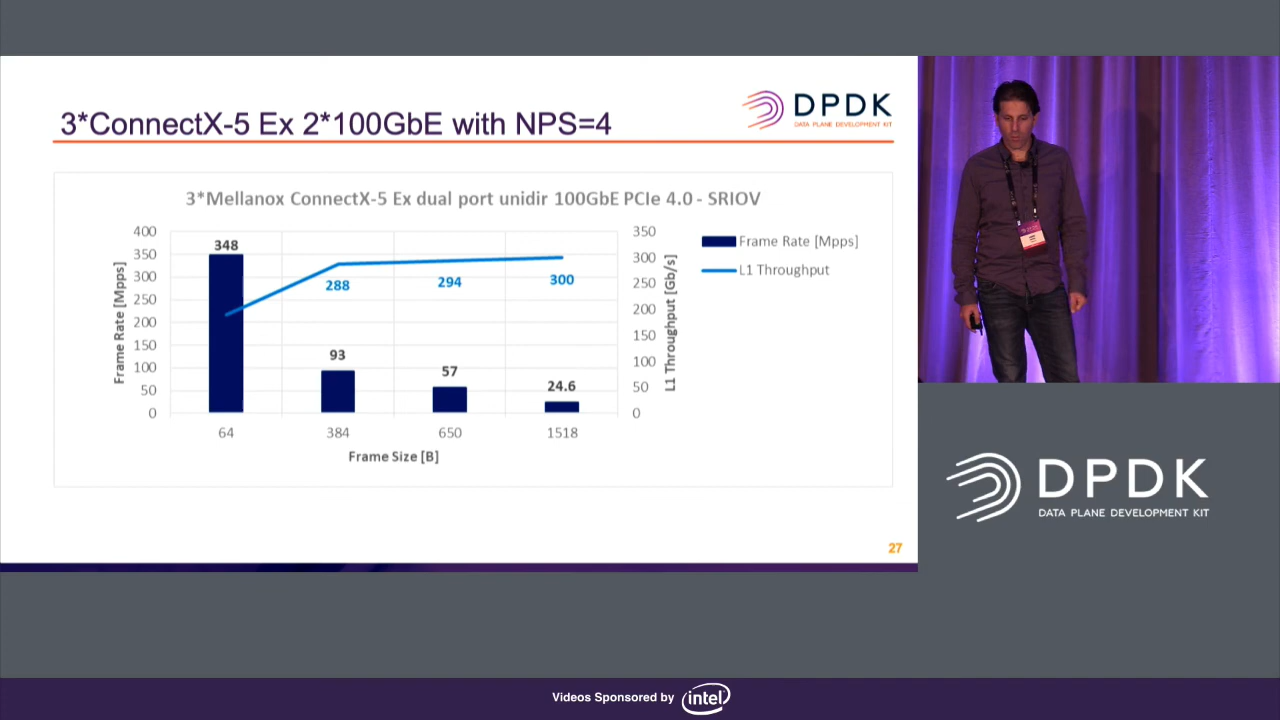 3*ConnectX-5 Ex 2*100GbE with NPS=4
DPDK
DATA PLANE DEVELOPMENT KIT
3*Mellanox ConnectX-5 Ex dual port unidir 100GbE PCIe 4.0 - SRIOV
Frame Rate [Mpps]
400
350
300
250
200
150
100
50
0
348
93
57
24.6
288
294
300
350
300
250
200
150
100
50
0
L1 Throughput [Gb/s]
64
384
650
1518
Frame Size [B]
Frame Rate [Mpps]
L1 Throughput
27
DPDK
DATA PLANE DEVELOPMENT KIT
Videos Sponsored by intel